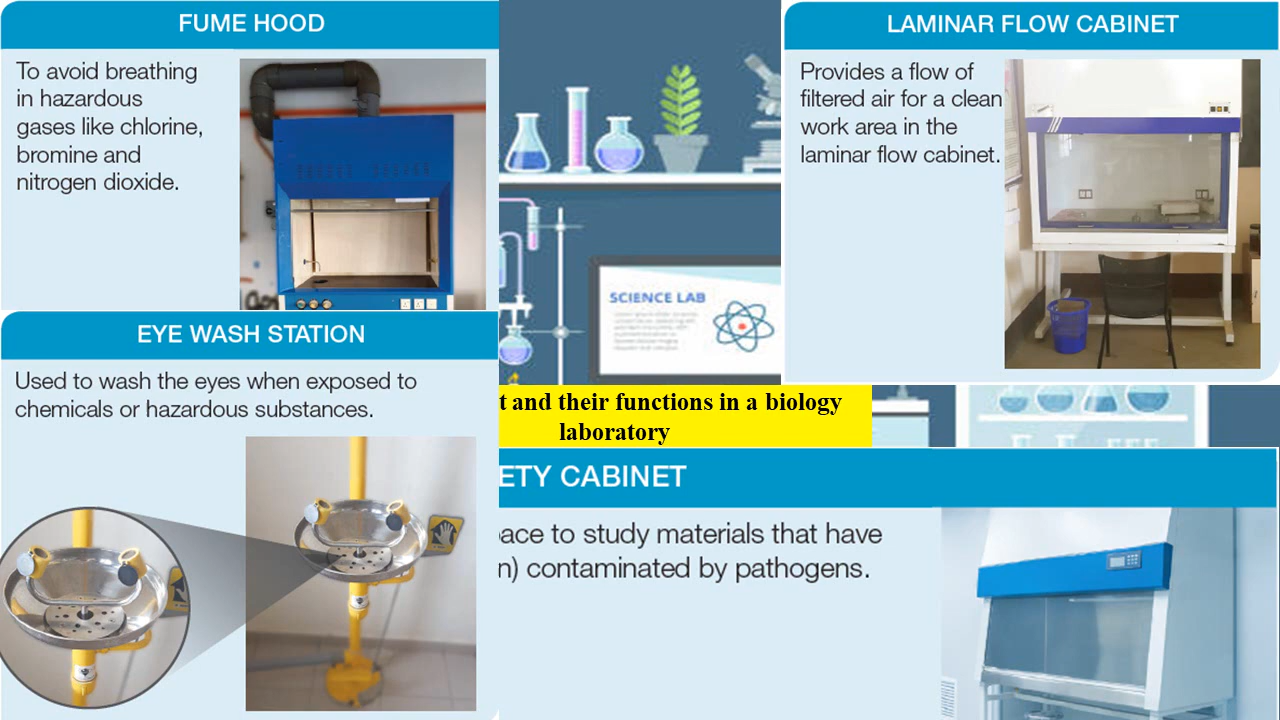 FUME HOOD
To avoid breathing
in hazardous
gases like chlorine,
bromine and
nitrogen dioxide.
LAMINAR FLOW CABINET
Provides a flow of
filtered air for a clean
work area in the
laminar flow cabinet.
SCIENCE LAB
EYE WASH STATION
Used to wash the eyes when exposed to
chemicals or hazardous substances.
t and their functions in a biology
laboratory
ETY CABINET
ace to study materials that have
n) contaminated by pathogens.